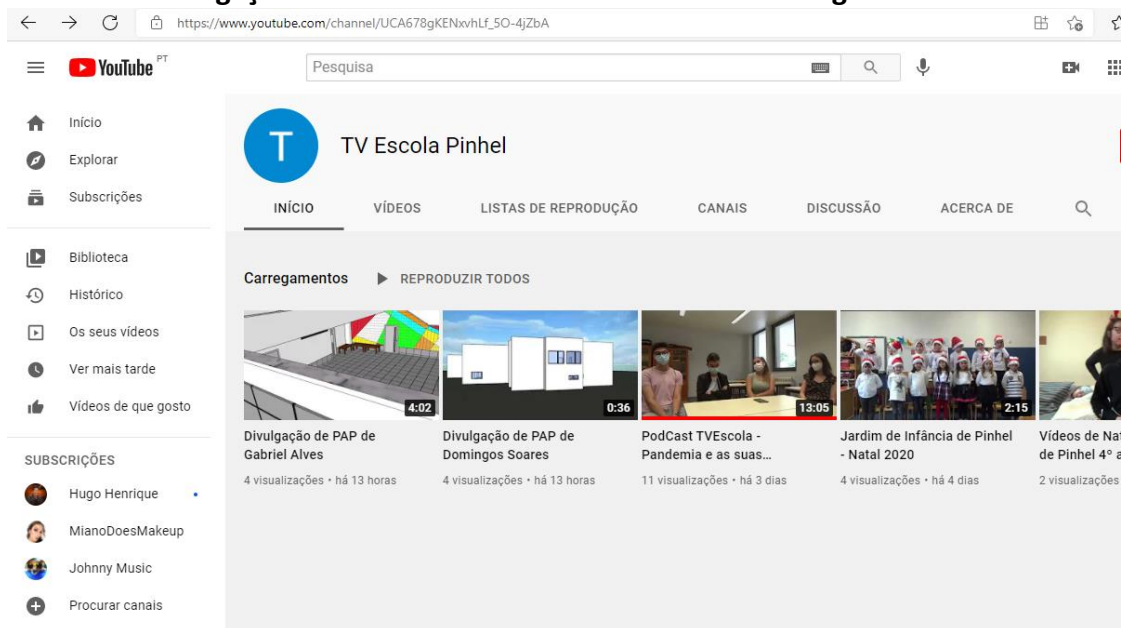 https://www.youtube.com/channel/UCA678gKENxvhLf_5O-4jZbA
YouTube PT
Pesquisa
Início
Explorar
Subscrições
Biblioteca
Histórico
Os seus vídeos
Ver mais tarde
Vídeos de que gosto
SUBSCRIÇÕES
Hugo Henrique
MianoDoesMakeup
Johnny Music
Procurar canais
T
TV Escola Pinhel
INÍCIO VÍDEOS LISTAS DE REPRODUÇÃO CANAIS DISCUSSÃO ACERCA DE
Carregamentos REPRODUZIR TODOS
4:02
Divulgação de PAP de
Gabriel Alves
4 visualizações • há 13 horas
0:36
Divulgação de PAP de
Domingos Soares
4 visualizações • há 13 horas
13:05
PodCast TVEscola -
Pandemia e as suas...
11 visualizações • há 3 dias
2:15
Jardim de Infância de Pinhel
- Natal 2020
4 visualizações • há 4 dias
Vídeos de Na
de Pinhel 4º
2 visualizações